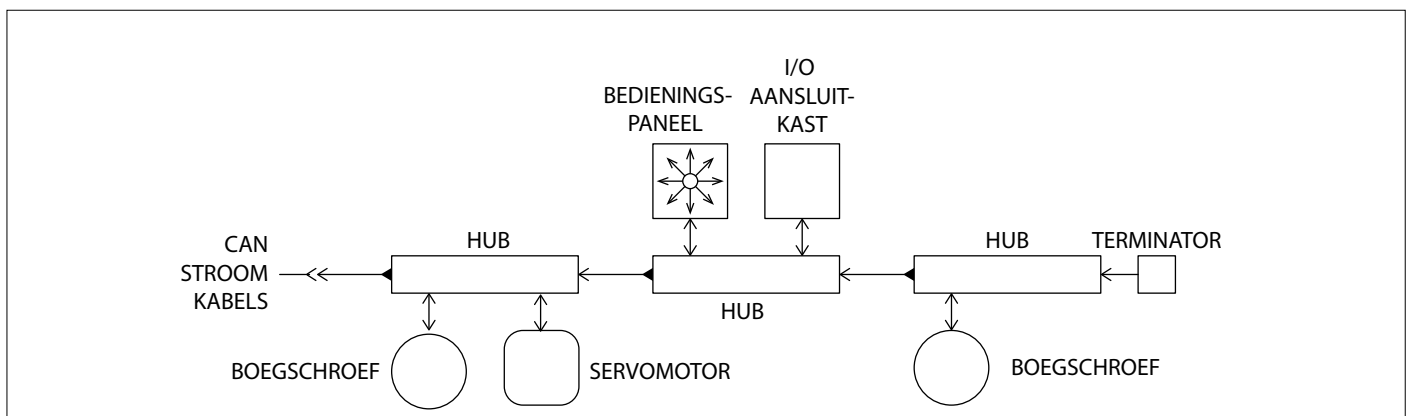 I/O
AANSLUIT-
KAST
BEDIENINGS-
PANEEL
CAN
STROOM
KABELS
HUB
HUB
HUB
TERMINATOR
BOEGSCHROEF
SERVOMOTOR
BOEGSCHROEF